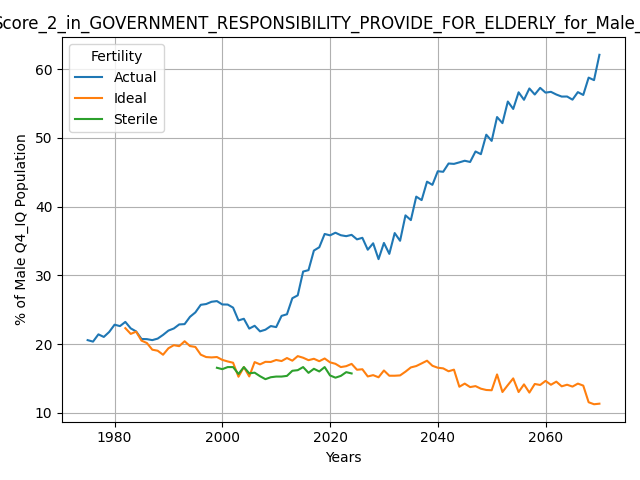 Score_2_in_GOVERNMENT_RESPONSIBILITY_PROVIDE_FOR_ELDERLY_for_Male_
Fertility
Actual
Ideal
Sterile
% of Male Q4_IQ Population
60
50
40
30
20
10
1980 2000 2020 2040 2060
Years